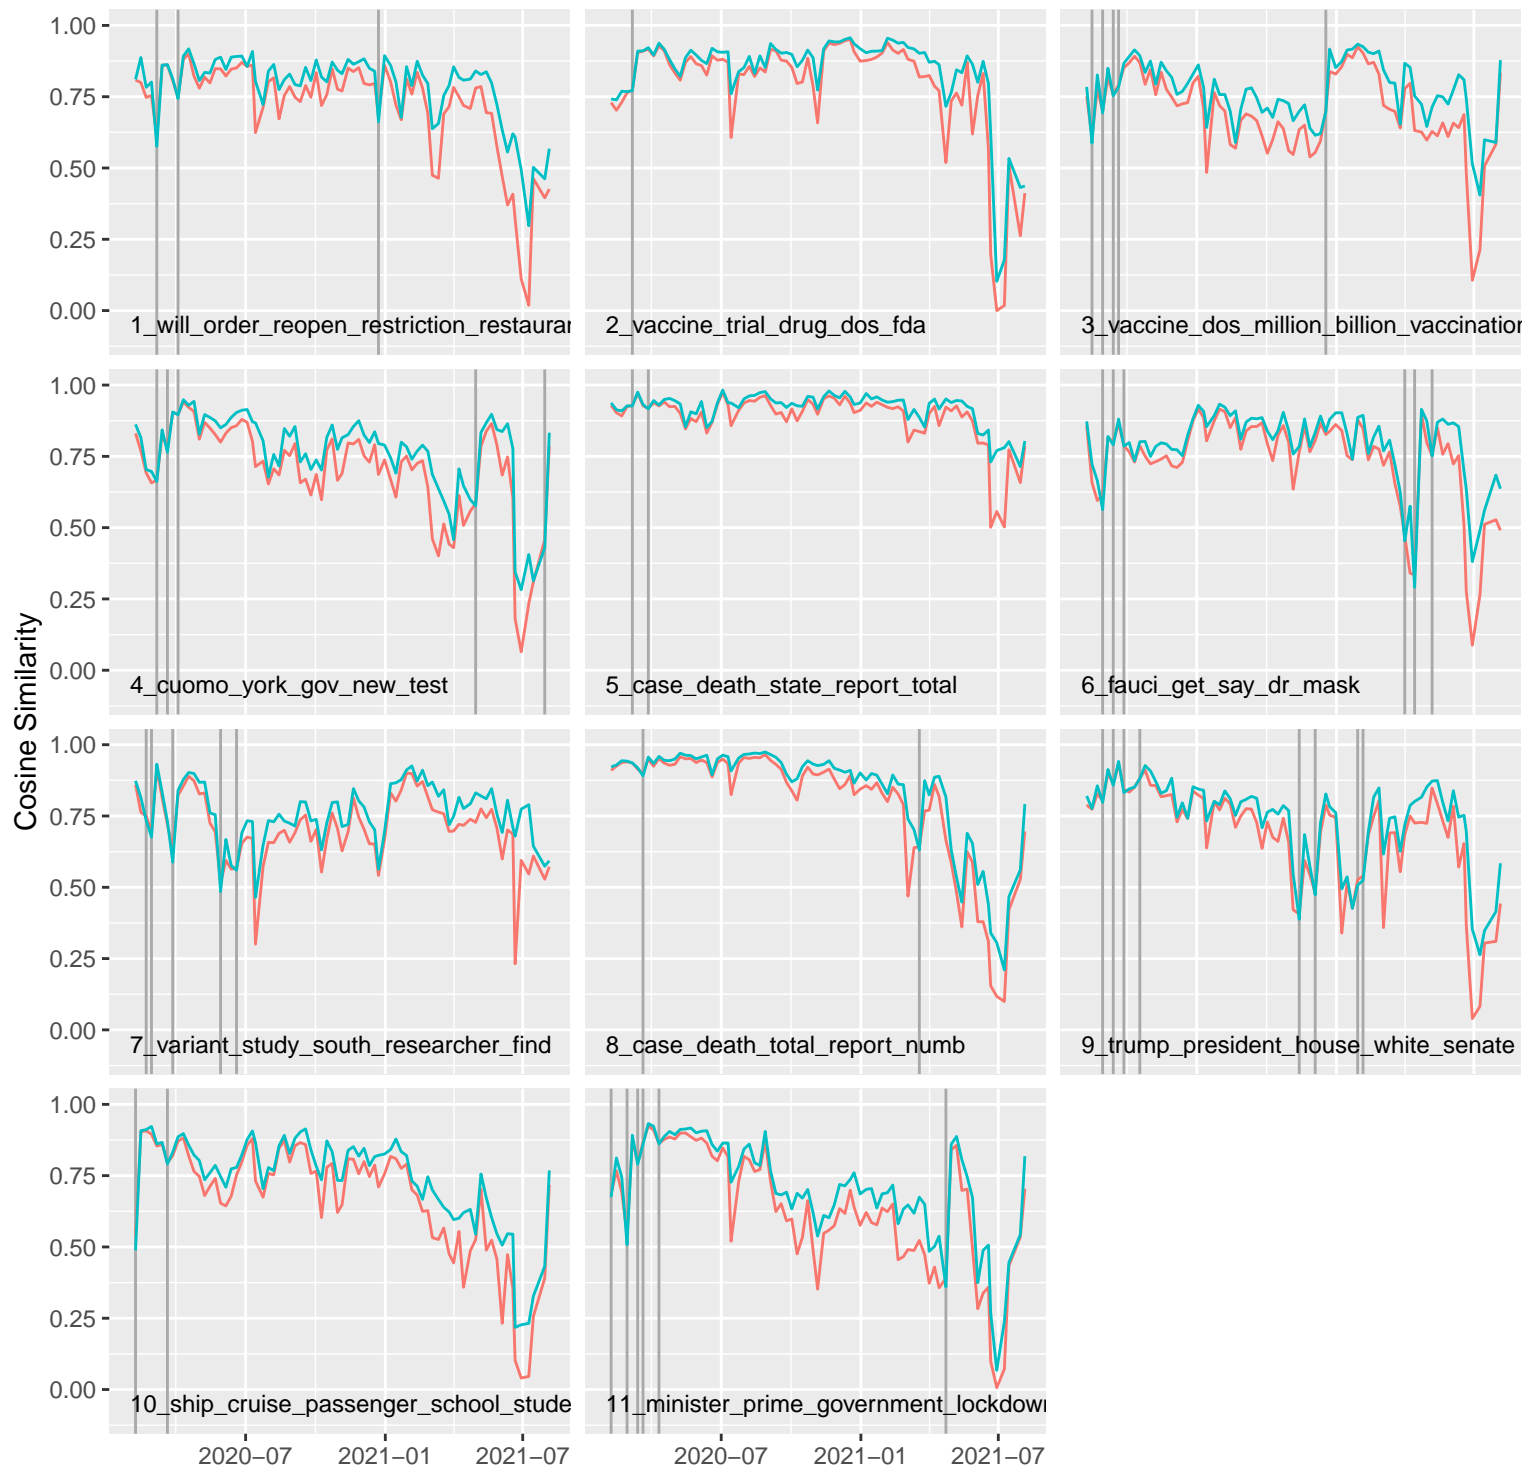 Cosine Similarity
1.00
0.75
0.50
0.25
0.00
1_will_order_reopen_restriction_restaurar
2_vaccine_trial_drug_dos_fda
3_vaccine_dos_million_billion_vaccination
1.00
0.75
0.50
0.25
0.00
4_cuomo_york_gov_new_test
5_case_death_state_report_total
6_fauci_get_say_dr_mask
1.00
0.75
0.50
0.25
0.00
7_variant_study_south_researcher_find
8_case_death_total_report_numb
9_trump_president_house_white_senate
1.00
0.75
0.50
0.25
0.00
10_ship_cruise_passenger_school_stude
11_minister_prime_government_lockdown
2020−07
2021−01
2021−07
2020−07
2021−01
2021−07